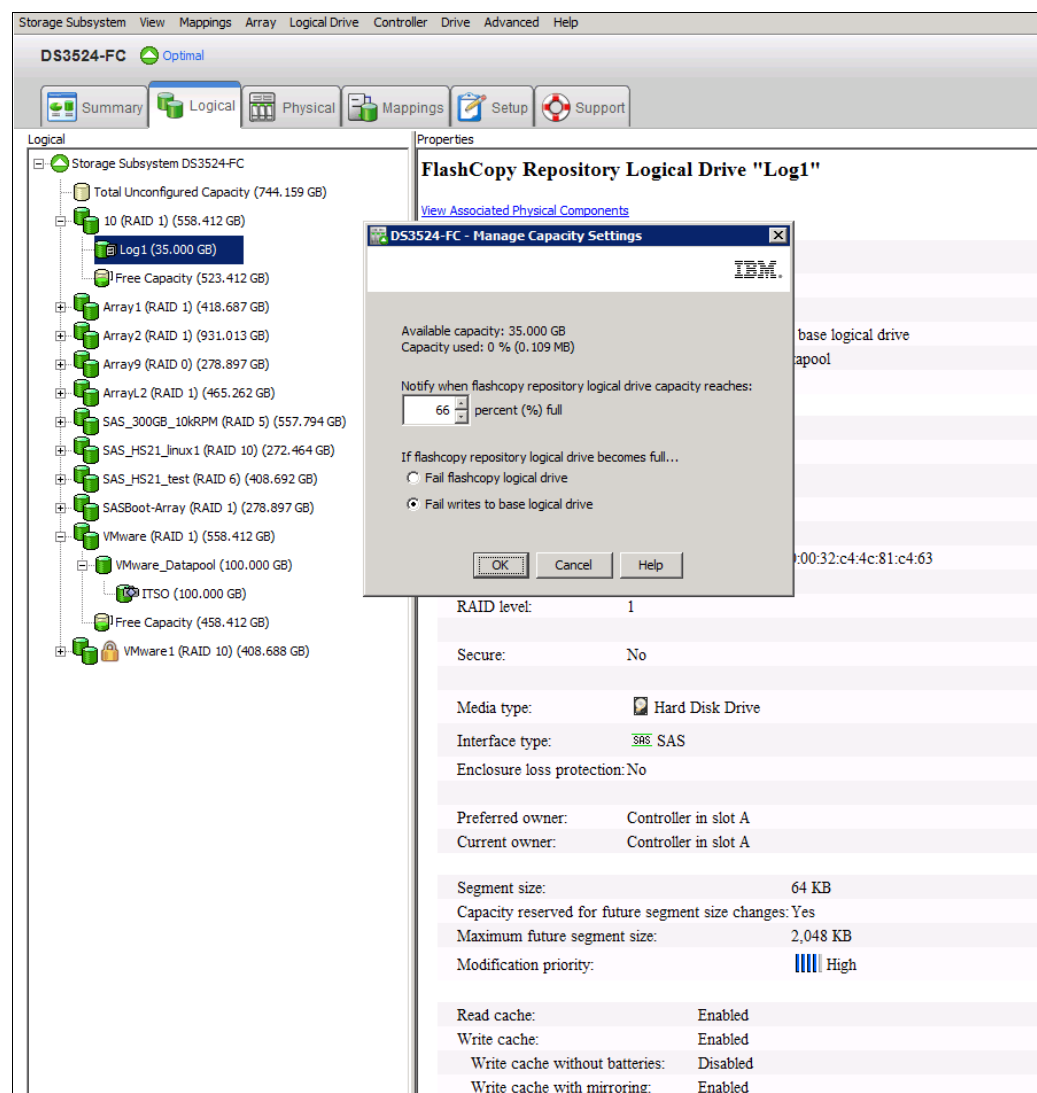 Storage Subsystem View Mappings Array Logical Drive Controller Drive Advanced Help
DS3524-FC Optimal
Summary Logical Physical Mappings Setup Support
Logical
Storage Subsystem DS3524-FC
Total Unconfigured Capacity (744.159 GB)
10 (RAID 1) (558.412 GB)
Log1 (35.000 GB)
Free Capacity (523.412 GB)
Array1 (RAID 1) (418.687 GB)
Array2 (RAID 1) (931.013 GB)
Array9 (RAID 0) (278.897 GB)
ArrayL2 (RAID 1) (465.262 GB)
SAS_300GB_10kRPM (RAID 5) (557.794 GB)
SAS_HS21_linux1 (RAID 10) (272.464 GB)
SAS_HS21_test (RAID 6) (408.692 GB)
SASBoot-Array (RAID 1) (278.897 GB)
VMware (RAID 1) (558.412 GB)
VMware_Datapool (100.000 GB)
ITSO (100.000 GB)
Free Capacity (458.412 GB)
VMware1 (RAID 10) (408.688 GB)
Properties
FlashCopy Repository Logical Drive "Log1"
View Associated Physical Components
DS3524-FC - Manage Capacity Settings
IBM.
Available capacity: 35.000 GB
Capacity used: 0 % (0.109 MB)
Notify when flashcopy repository logical drive capacity reaches:
66 percent (%) full
If flashcopy repository logical drive becomes full...
Fail flashcopy logical drive
Fail writes to base logical drive
OK Cancel Help
base logical drive
tapool
:00:32:c4:4c:81:c4:63
RAID level: 1
Secure: No
Media type: Hard Disk Drive
Interface type: SAS SAS
Enclosure loss protection: No
Preferred owner: Controller in slot A
Current owner: Controller in slot A
Segment size: 64 KB
Capacity reserved for future segment size changes: Yes
Maximum future segment size: 2,048 KB
Modification priority: High
Read cache: Enabled
Write cache: Enabled
Write cache without batteries: Disabled
Write cache with mirroring: Enabled